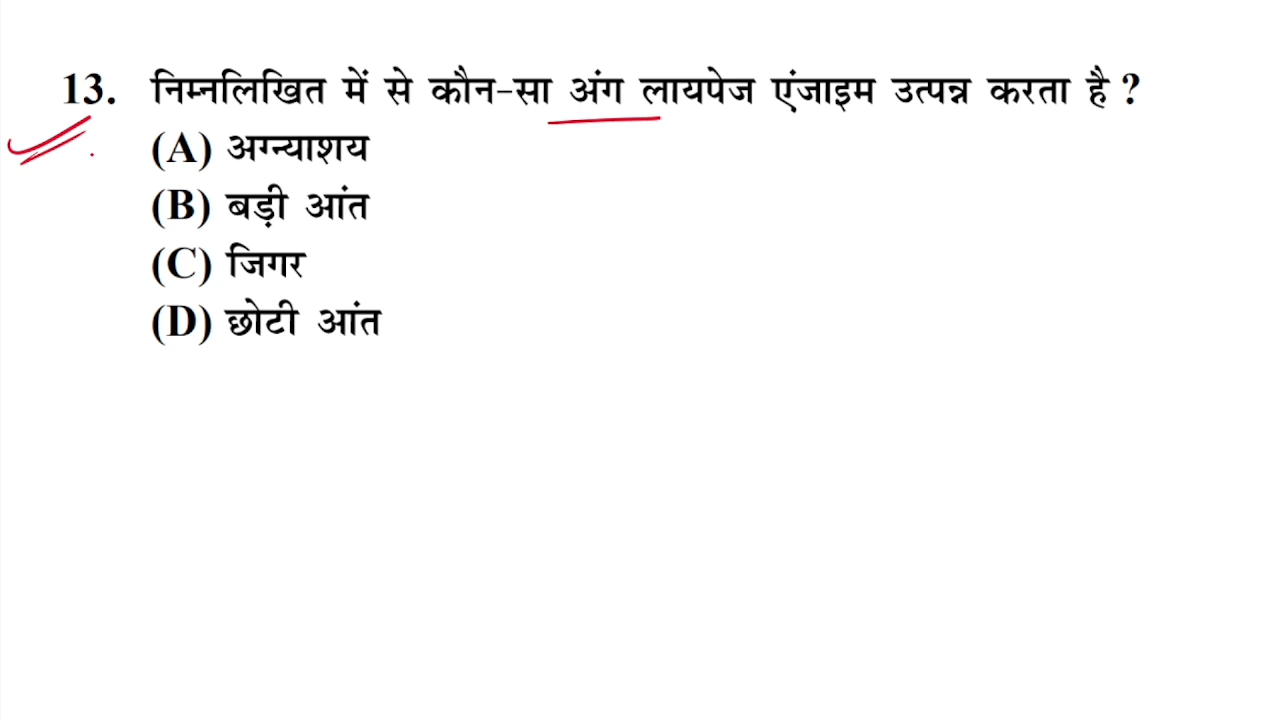 13. निम्नलिखित में से कौन-सा अंग लायपेज एंजाइम उत्पन्न करता है ?
(A) अग्न्याशय
(B) बड़ी आंत
(C) जिगर
(D) छोटी आंत